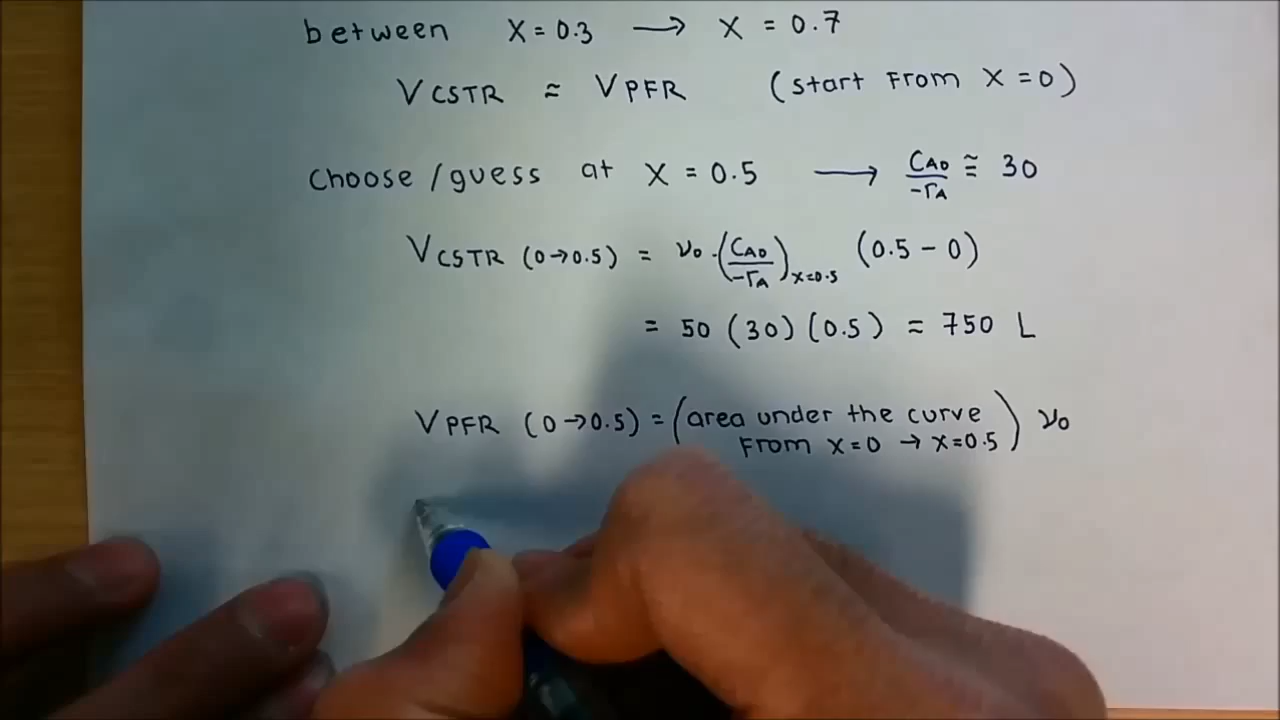 between X = 0.3 → X = 0.7
VCSTR ≈ VPFR (start from X = 0)
Choose / guess at X = 0.5 → CA0/-rA ≅ 30
VCSTR (0→0.5) = ν0 · (CA0/-rA)x=0.5 (0.5 - 0)
= 50 (30) (0.5) ≈ 750 L
VPFR (0→0.5) = (area under the curve
from x=0 → x=0.5) ν0